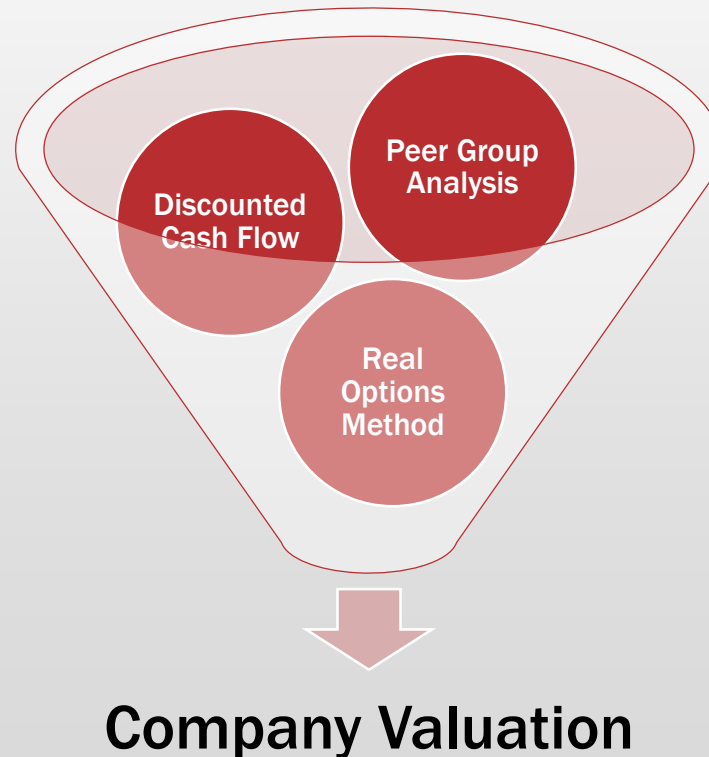 Peer Group
Analysis
Discounted
Cash Flow
Real
Options
Method
Company Valuation